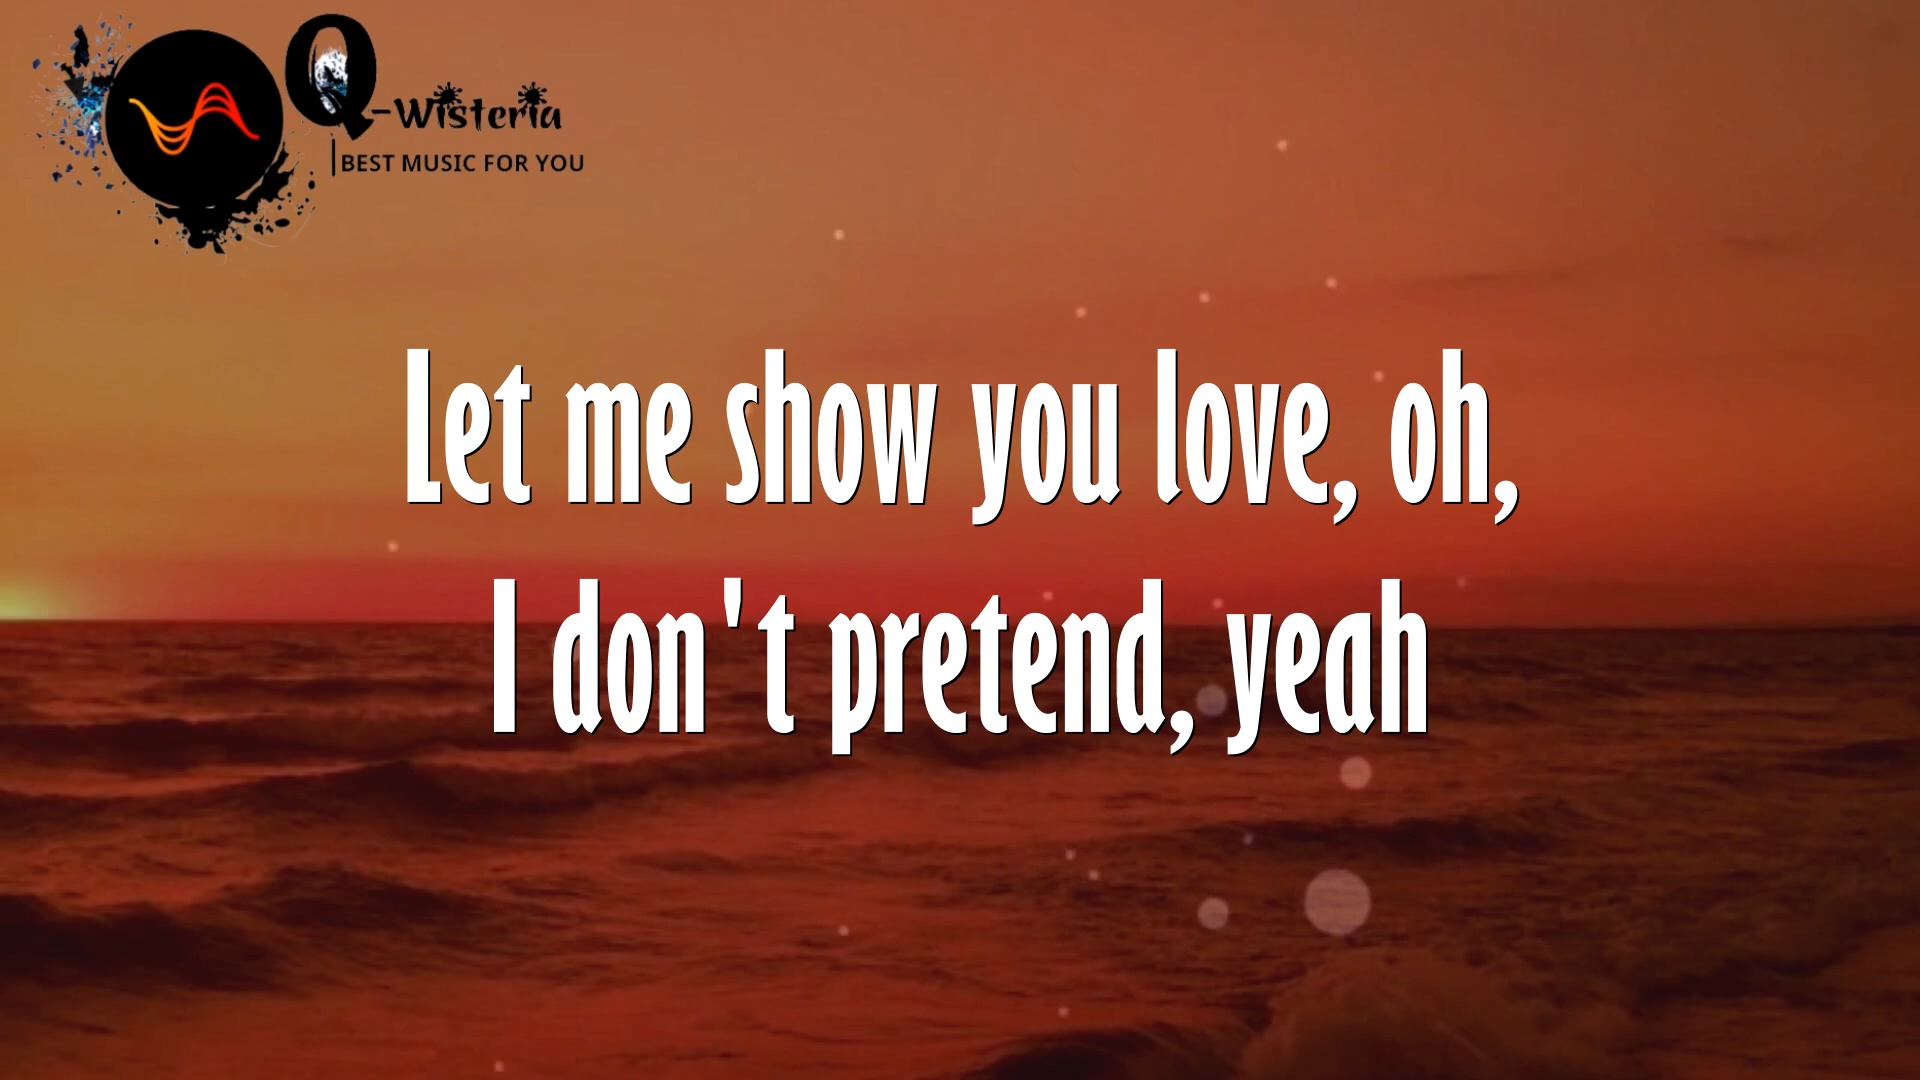 Q-Wisteria
BEST MUSIC FOR YOU
Let me show you love, oh,
I don't pretend, yeah